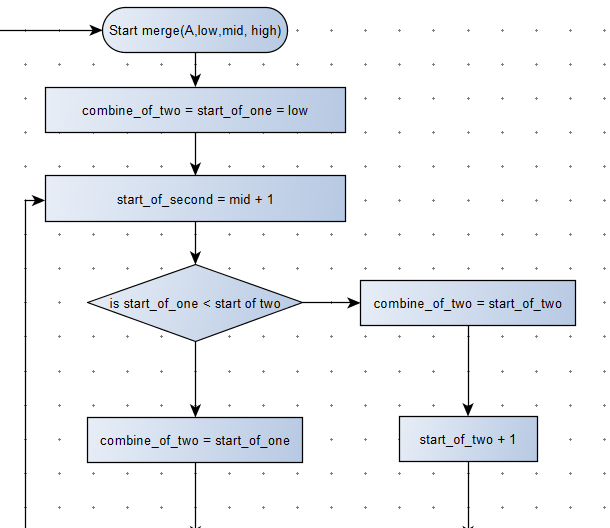 Start merge(A,low,mid, high)
combine_of_two = start_of_one = low
start_of_second = mid + 1
is start_of_one < start of two
combine_of_two = start_of_two
combine_of_two = start_of_one
start_of_two + 1